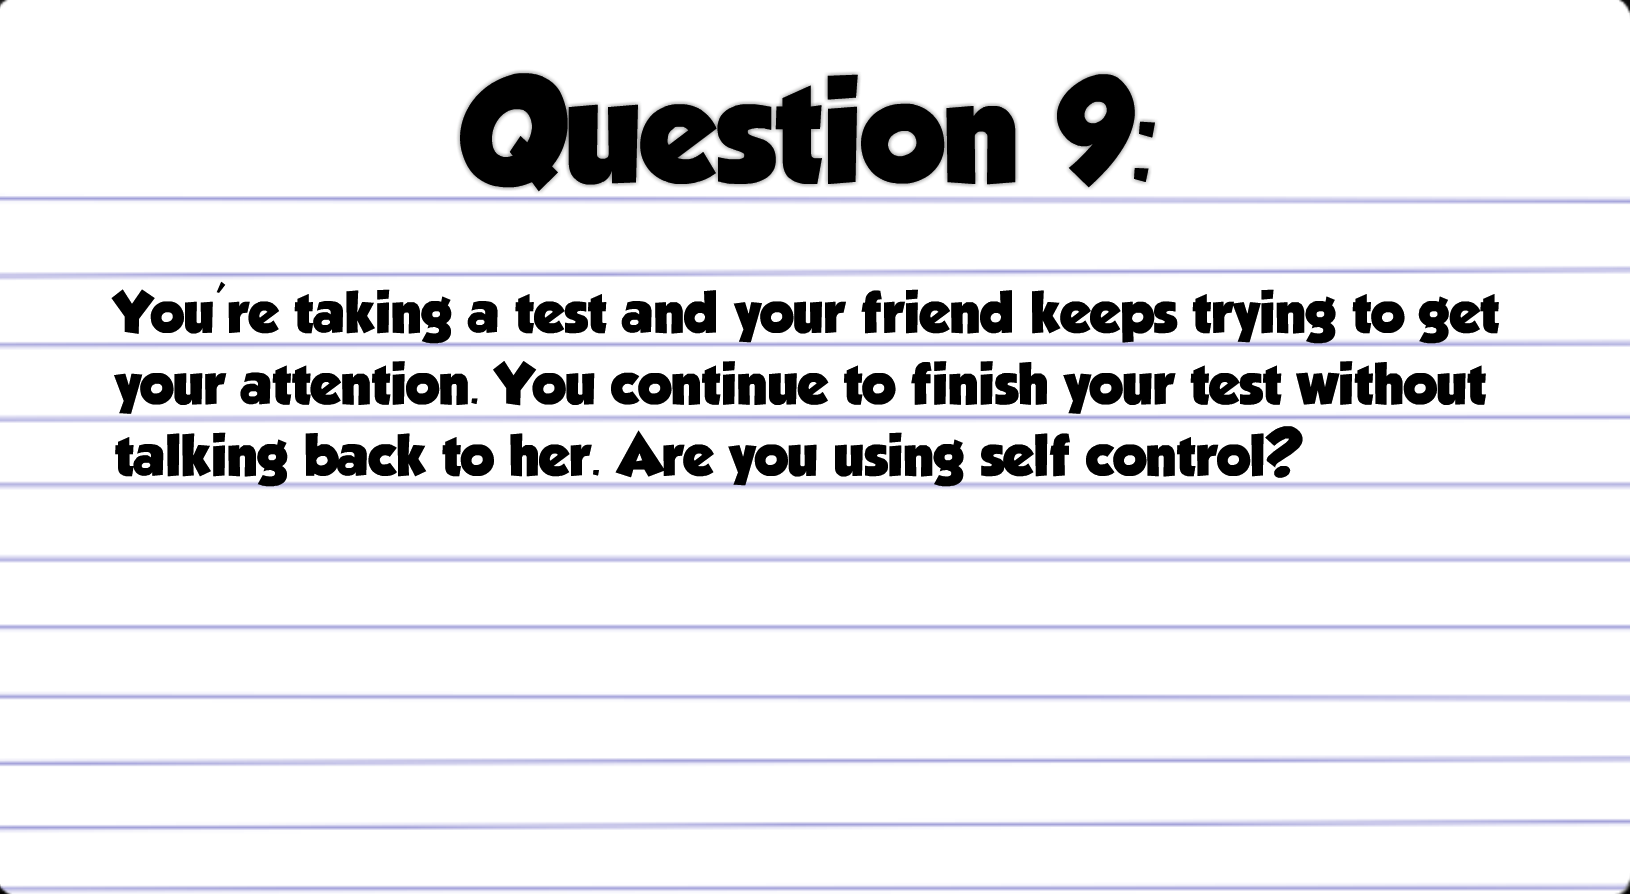 Question 9:
You're taking a test and your friend keeps trying to get
your attention. You continue to finish your test without
talking back to her. Are you using self control?